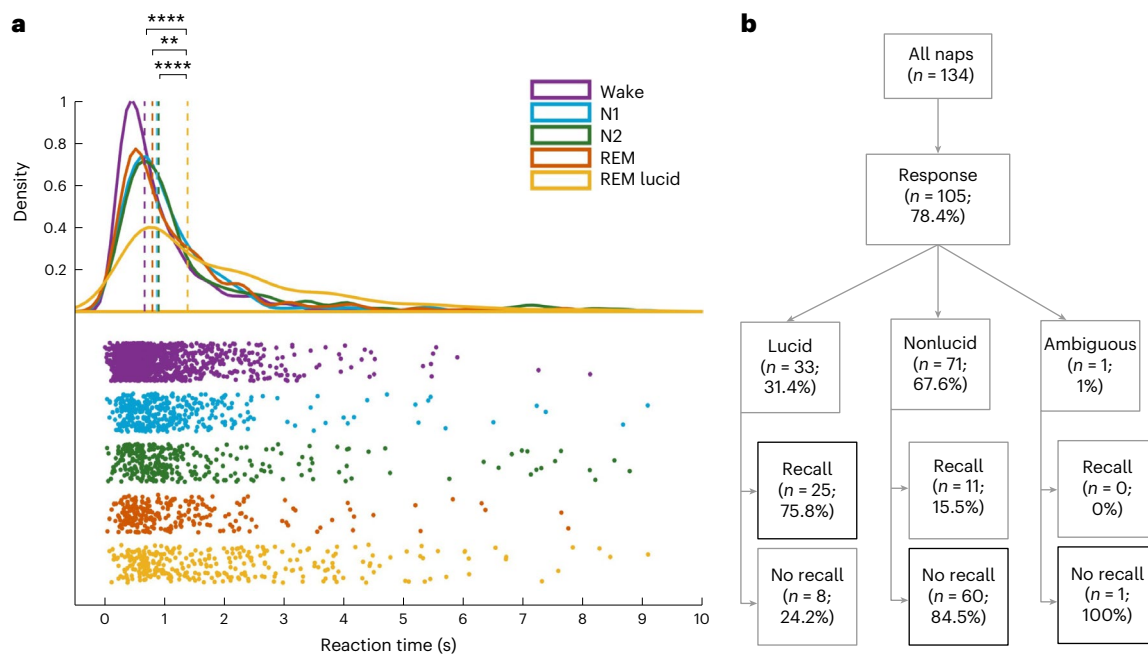 a
****
**
****
Wake
N1
N2
REM
REM lucid
1
0.8
0.6
0.4
0.2
Density
0 1 2 3 4 5 6 7 8 9 10
Reaction time (s)
b
All naps
(n = 134)
Response
(n = 105;
78.4%)
Lucid
(n = 33;
31.4%)
Nonlucid
(n = 71;
67.6%)
Ambiguous
(n = 1;
1%)
Recall
(n = 25;
75.8%)
Recall
(n = 11;
15.5%)
Recall
(n = 0;
0%)
No recall
(n = 8;
24.2%)
No recall
(n = 60;
84.5%)
No recall
(n = 1;
100%)